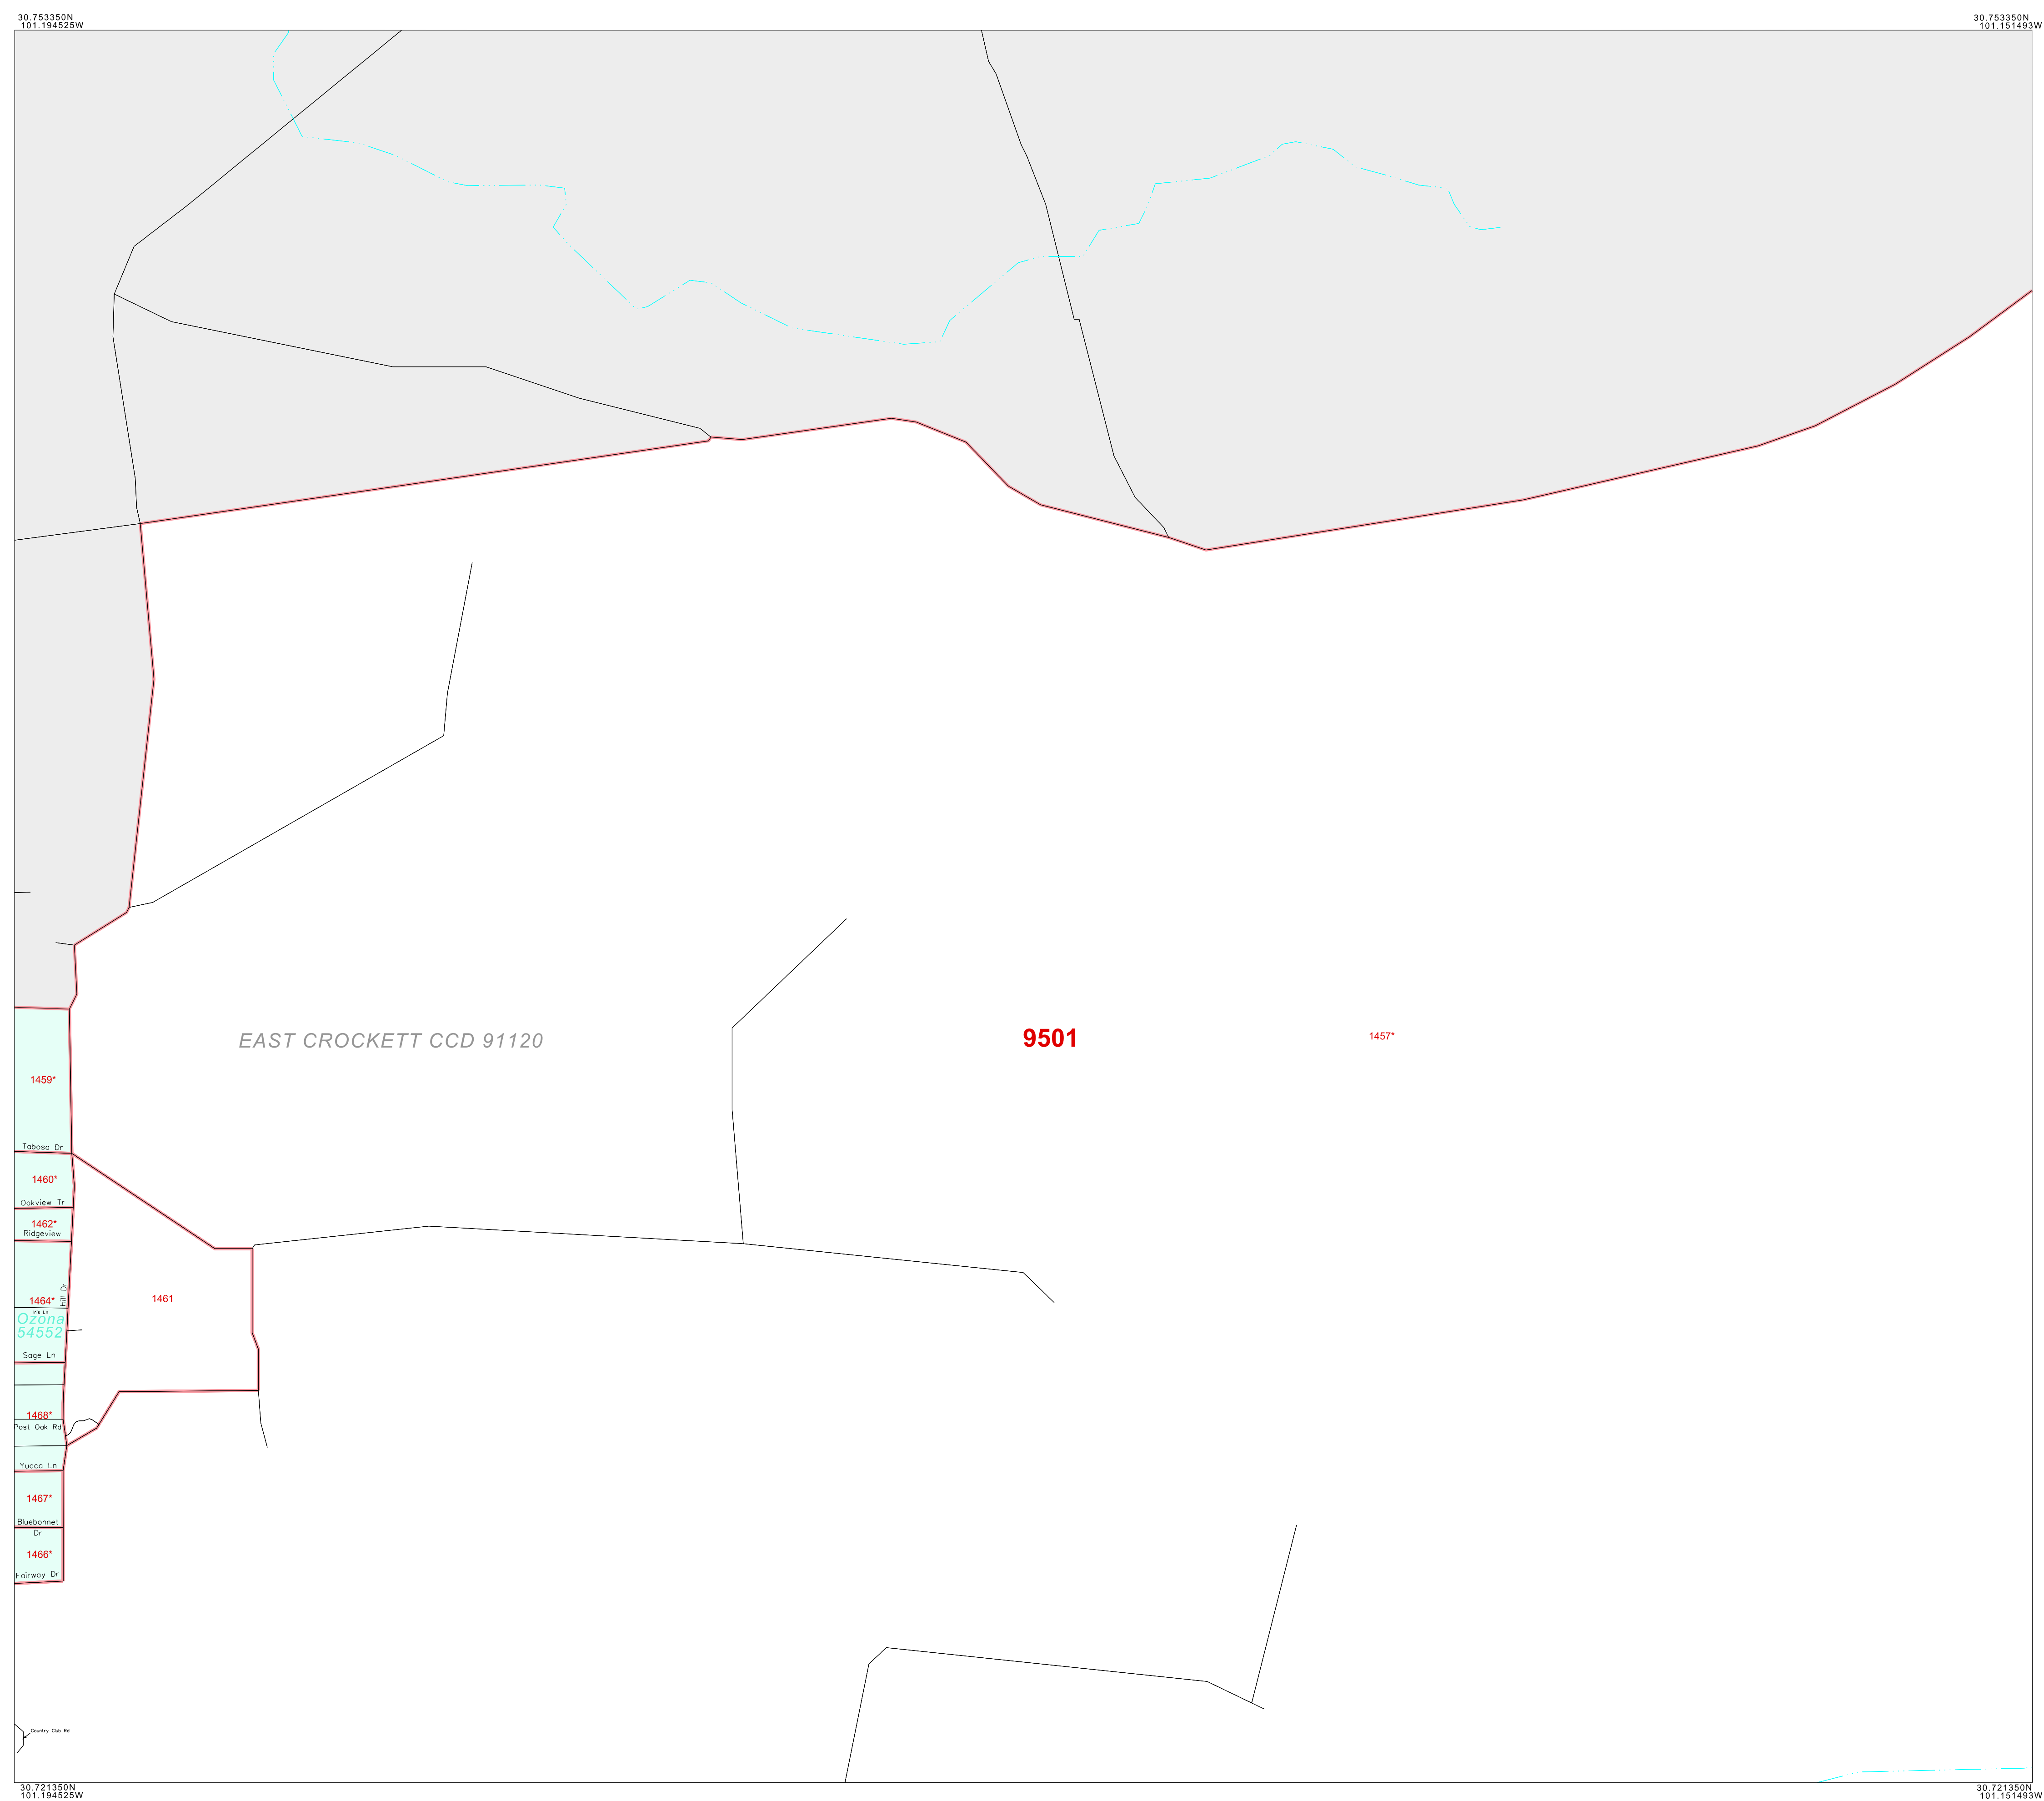 30.753350N
101.194525W
30.753350N
101.151493W
EAST CROCKETT CCD 91120
9501
1457*
1459*
Tabosa Dr
1460*
Oakview Tr
1462*
Ridgeview
Hill Dr
1464*
Iris Ln
Ozona
54552
1461
Sage Ln
1468*
Post Oak Rd
Yucca Ln
1467*
Bluebonnet
Dr
1466*
Fairway Dr
Country Club Rd
30.721350N
101.194525W
30.721350N
101.151493W